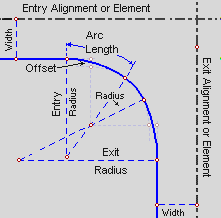 Entry Alignment or Element
Arc
Length
Width
Offset
Radius
Entry
Radius
Exit
Radius
Width
Exit Alignment or Element